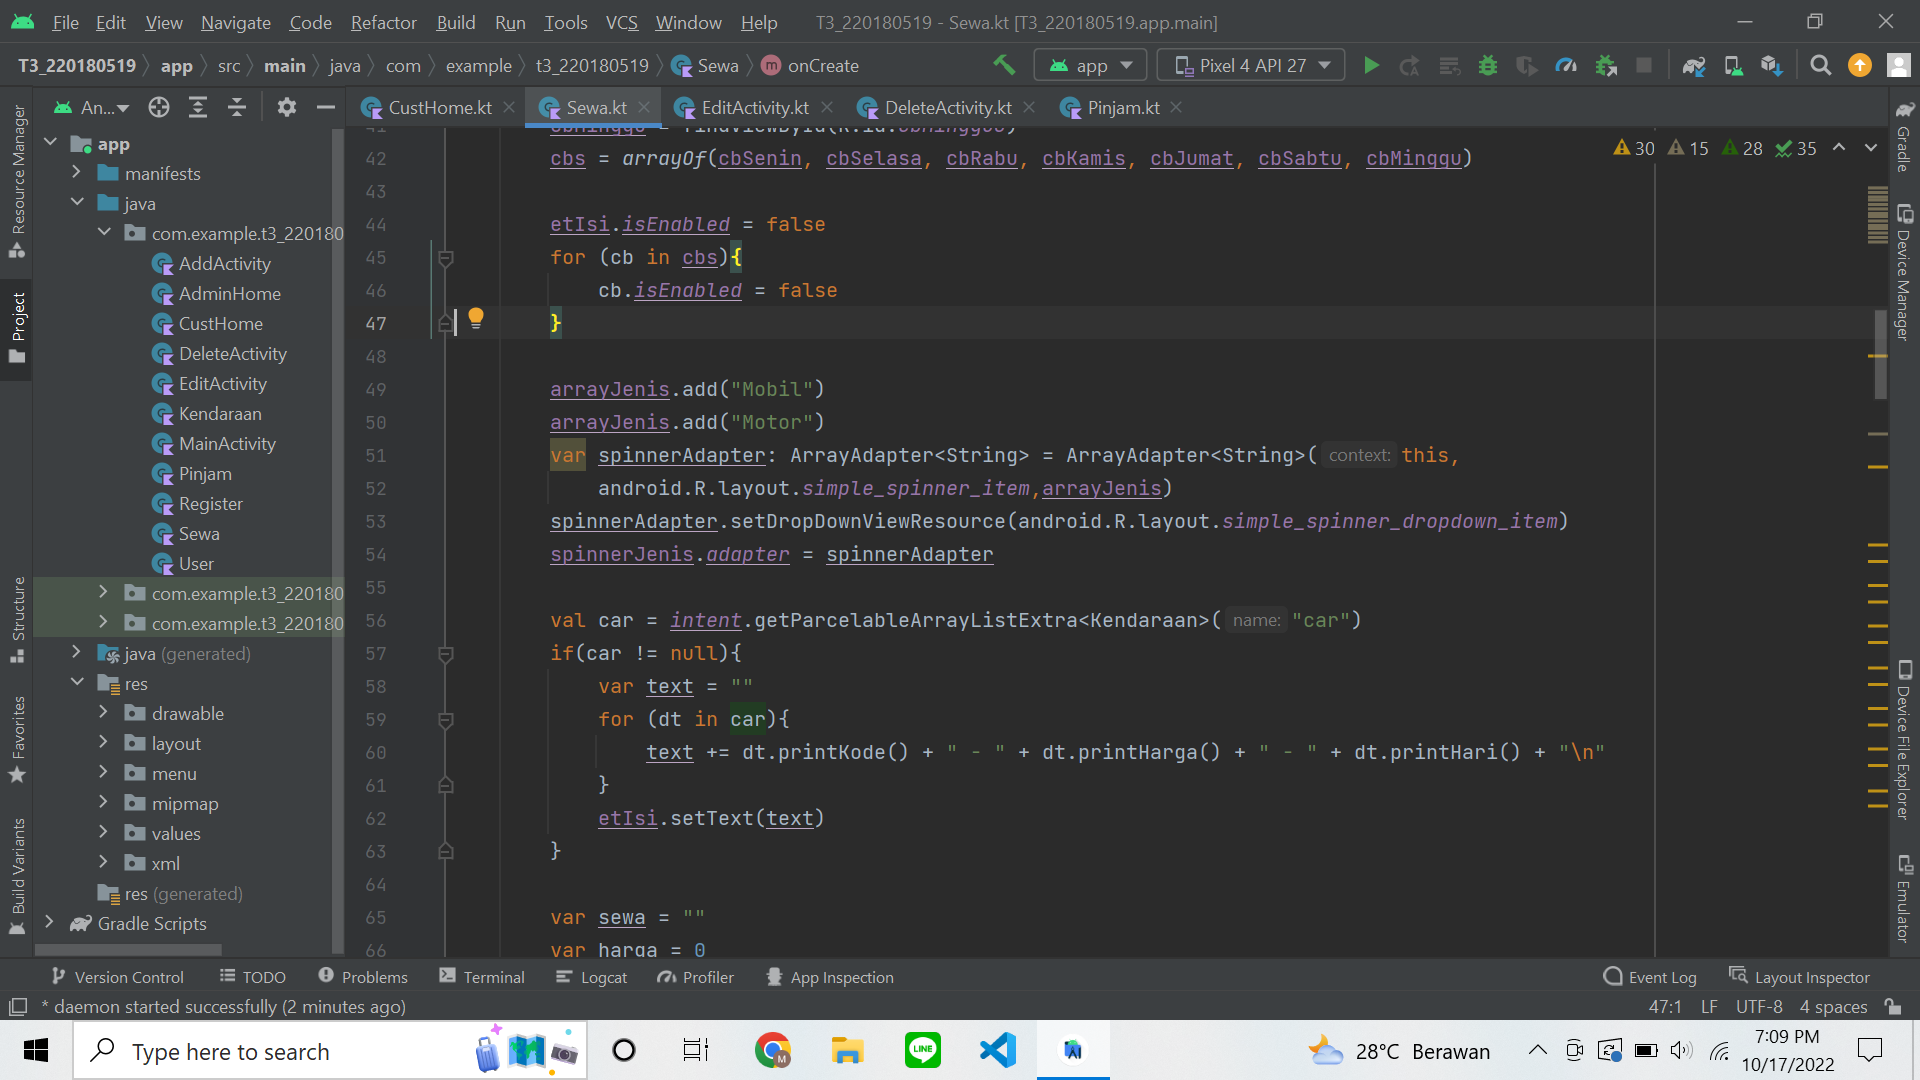 File Edit View Navigate Code Refactor Build Run Tools VCS Window Help T3_220180519 - Sewa.kt [T3_220180519.app.main]
T3_220180519 app src main java com example t3_220180519 Sewa onCreate app Pixel 4 API 27
An... CustHome.kt Sewa.kt EditActivity.kt DeleteActivity.kt Pinjam.kt
Resource Manager
Project
Structure
Favorites
Build Variants
app
manifests
java
com.example.t3_220180
AddActivity
AdminHome
CustHome
DeleteActivity
EditActivity
Kendaraan
MainActivity
Pinjam
Register
Sewa
User
com.example.t3_220180
com.example.t3_220180
java (generated)
res
drawable
layout
menu
mipmap
values
xml
res (generated)
Gradle Scripts
30 15 28 35
41 cbMinggu = findViewById(R.id.cbMingguS)
42 cbs = arrayOf(cbSenin, cbSelasa, cbRabu, cbKamis, cbJumat, cbSabtu, cbMinggu)
43
44 etIsi.isEnabled = false
45 for (cb in cbs){
46 cb.isEnabled = false
47 }
48
49 arrayJenis.add("Mobil")
50 arrayJenis.add("Motor")
51 var spinnerAdapter: ArrayAdapter<String> = ArrayAdapter<String>( context: this,
52 android.R.layout.simple_spinner_item,arrayJenis)
53 spinnerAdapter.setDropDownViewResource(android.R.layout.simple_spinner_dropdown_item)
54 spinnerJenis.adapter = spinnerAdapter
55
56 val car = intent.getParcelableArrayListExtra<Kendaraan>( name: "car")
57 if(car != null){
58 var text = ""
59 for (dt in car){
60 text += dt.printKode() + " - " + dt.printHarga() + " - " + dt.printHari() + "\n"
61 }
62 etIsi.setText(text)
63 }
64
65 var sewa = ""
66 var harga = 0
Gradle
Device Manager
Device File Explorer
Emulator
Version Control TODO Problems Terminal Logcat Profiler App Inspection Event Log Layout Inspector
* daemon started successfully (2 minutes ago) 47:1 LF UTF-8 4 spaces
Type here to search LINE 28°C Berawan 7:09 PM
10/17/2022